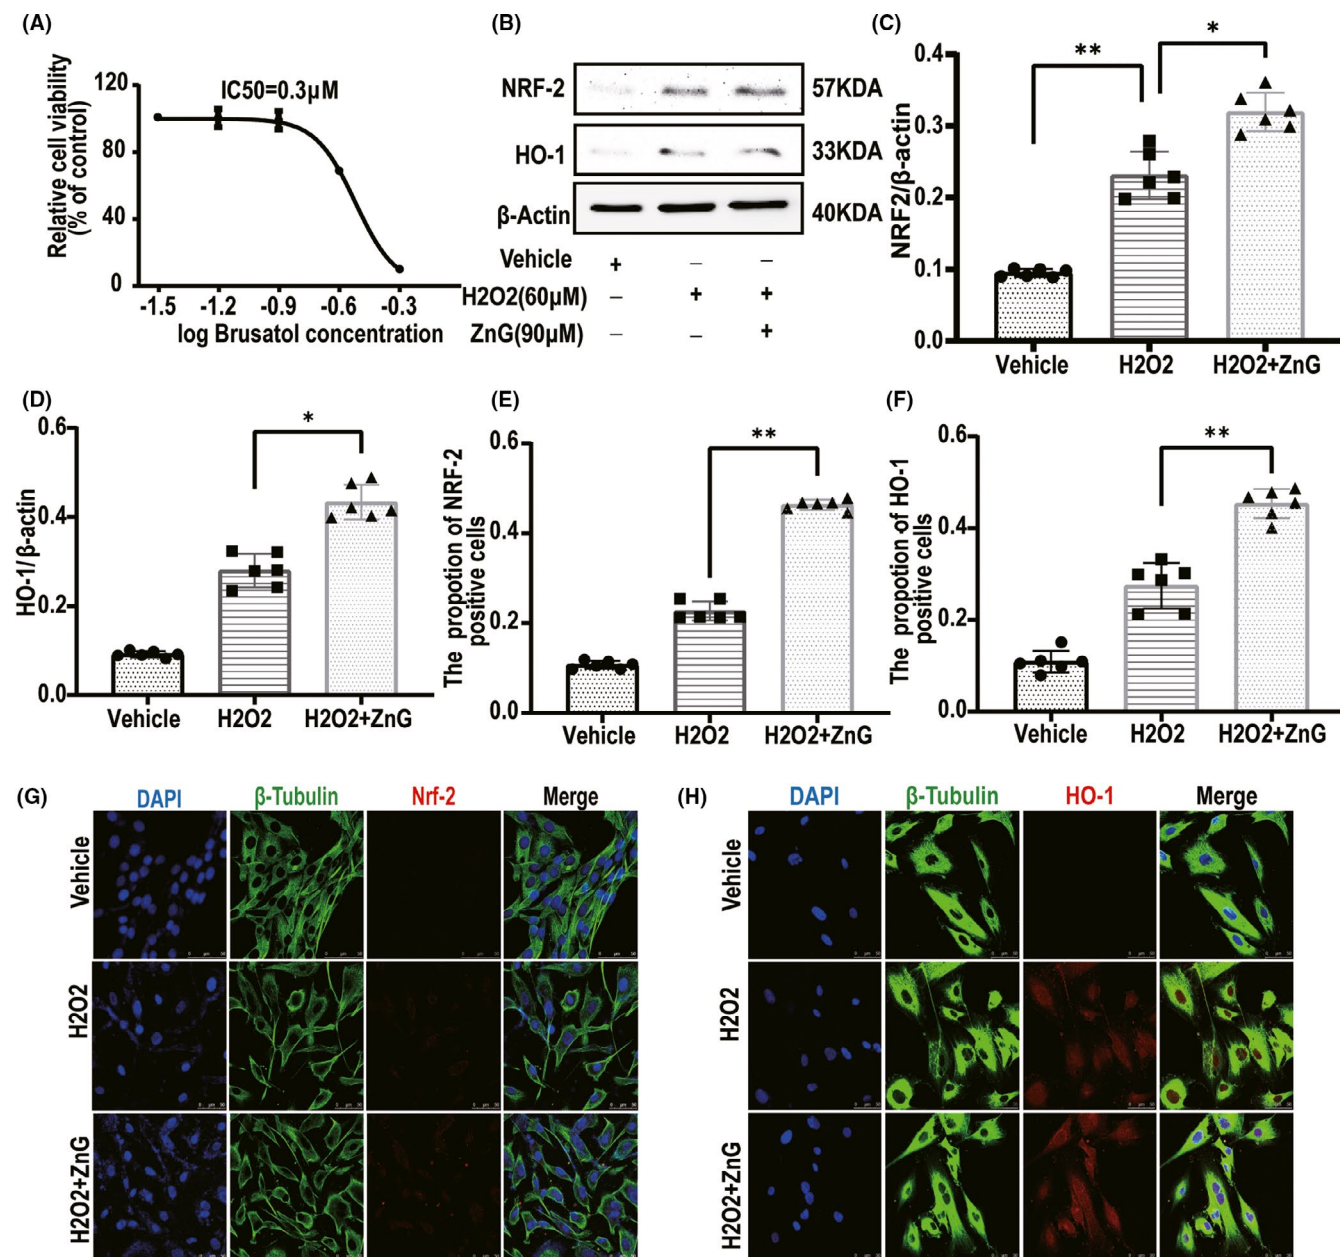 (A)
Relative cell viability
(% of control)
120
80
40
0
IC50=0.3μM
-1.5 -1.2 -0.9 -0.6 -0.3
log Brusatol concentration
(B)
NRF-2 57KDA
HO-1 33KDA
β-Actin 40KDA
Vehicle + – –
H2O2(60μM) – + +
ZnG(90μM) – – +
(C)
NRF2/β-actin
0.4
0.3
0.2
0.1
0.0
** *
Vehicle H2O2 H2O2+ZnG
(D)
HO-1/β-actin
0.6
0.4
0.2
0.0
*
Vehicle H2O2 H2O2+ZnG
(E)
The propotion of NRF-2
positive cells
0.6
0.4
0.2
0.0
**
Vehicle H2O2 H2O2+ZnG
(F)
The propotion of HO-1
positive cells
0.6
0.4
0.2
0.0
**
Vehicle H2O2 H2O2+ZnG
(G)
DAPI β-Tubulin Nrf-2 Merge
Vehicle
H2O2
H2O2+ZnG
(H)
DAPI β-Tubulin HO-1 Merge
Vehicle
H2O2
H2O2+ZnG